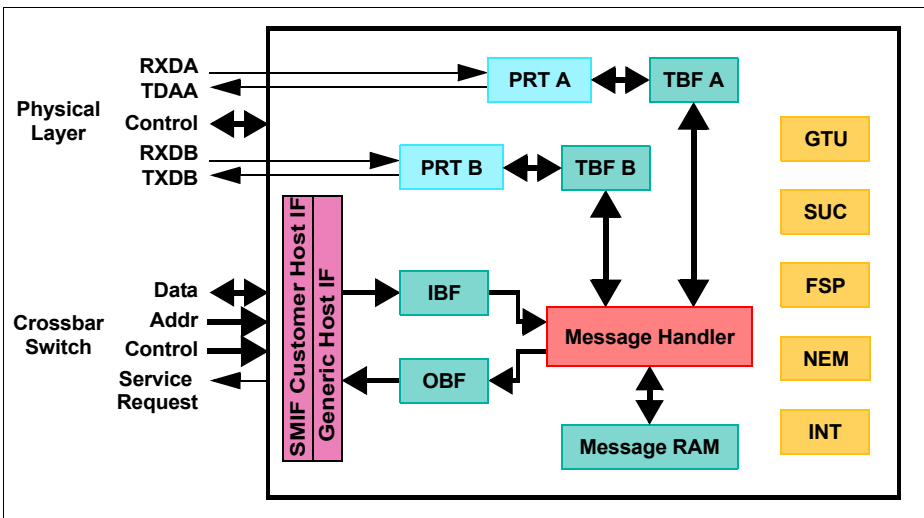 RXDA
TDAA
Physical
Layer
Control
RXDB
TXDB
PRT A
TBF A
PRT B
TBF B
GTU
SUC
FSP
NEM
INT
SMIF Customer Host IF
Generic Host IF
Data
Addr
Crossbar
Switch
Control
Service
Request
IBF
OBF
Message Handler
Message RAM